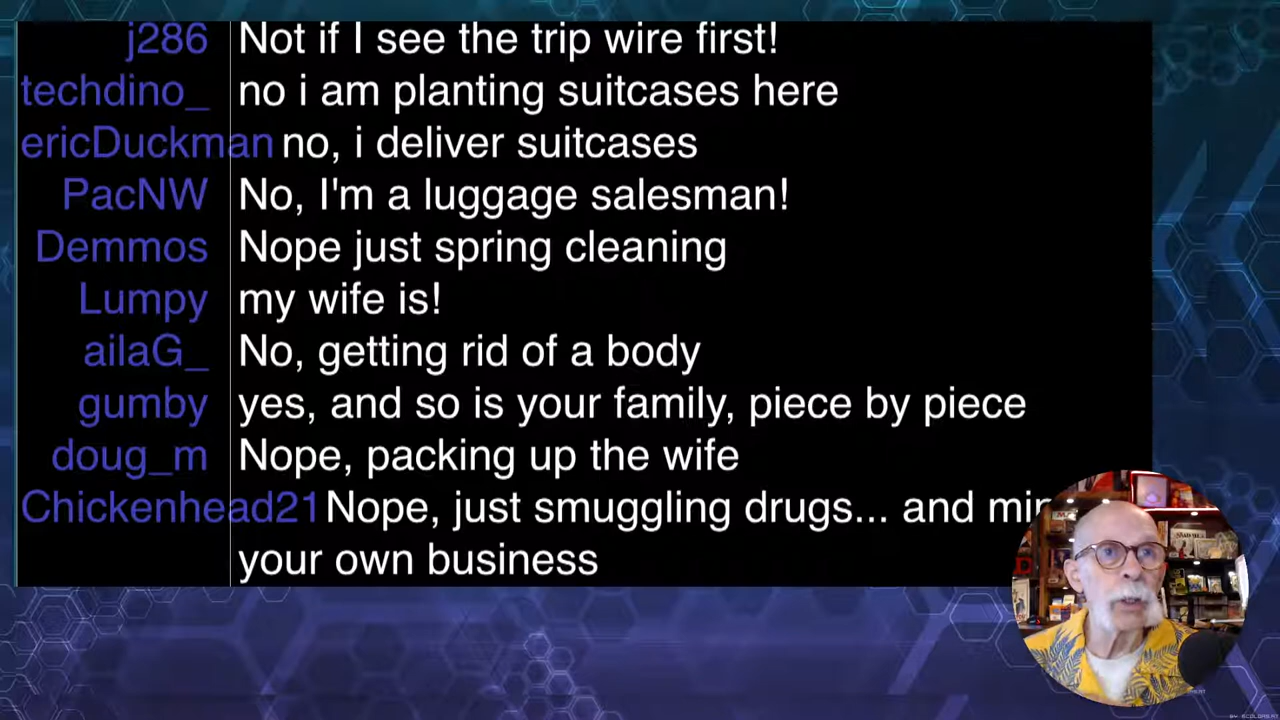 j286 Not if I see the trip wire first!
techdino_ no i am planting suitcases here
ericDuckman no, i deliver suitcases
PacNW No, I'm a luggage salesman!
Demmos Nope just spring cleaning
Lumpy my wife is!
ailaG_ No, getting rid of a body
gumby yes, and so is your family, piece by piece
doug_m Nope, packing up the wife
Chickenhead21 Nope, just smuggling drugs... and
your own business